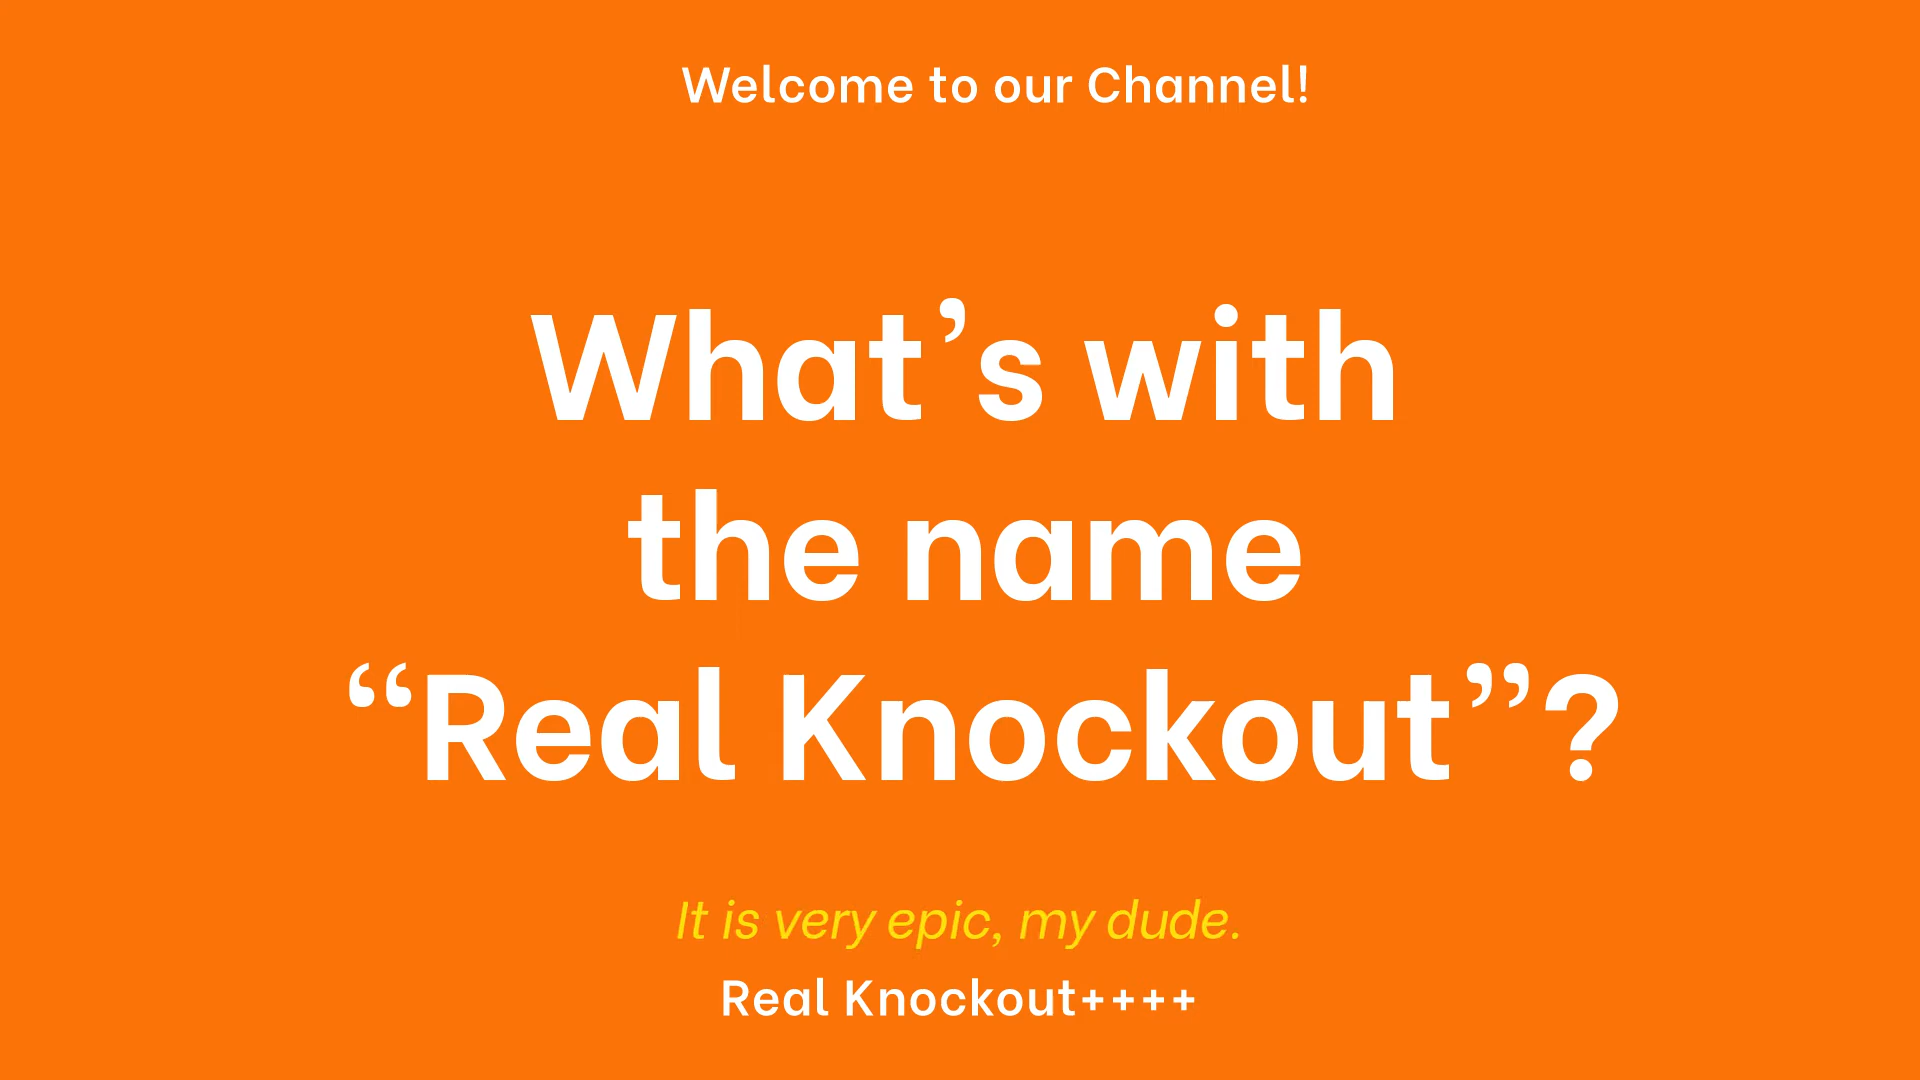 Welcome to our Channel!
What’s with
the name
“Real Knockout”?
It is very epic, my dude.
Real Knockout++++